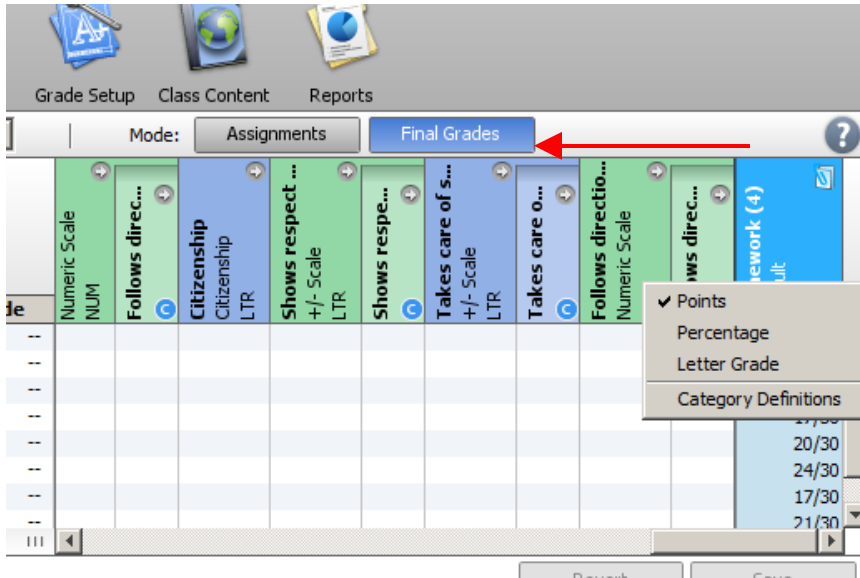 Grade Setup Class Content Reports
Mode: Assignments Final Grades ?
Numeric Scale
NUM
Follows direc...
C
Citizenship
Citizenship
LTR
Shows respect ...
+/- Scale
LTR
Shows respe...
C
Takes care of s...
+/- Scale
LTR
Takes care o...
C
Follows directio...
Numeric Scale
ws direc...
ework (4)
ult
de
✓ Points
Percentage
Letter Grade
Category Definitions
--
--
--
--
17/30
--
20/30
--
24/30
--
17/30
--
21/30